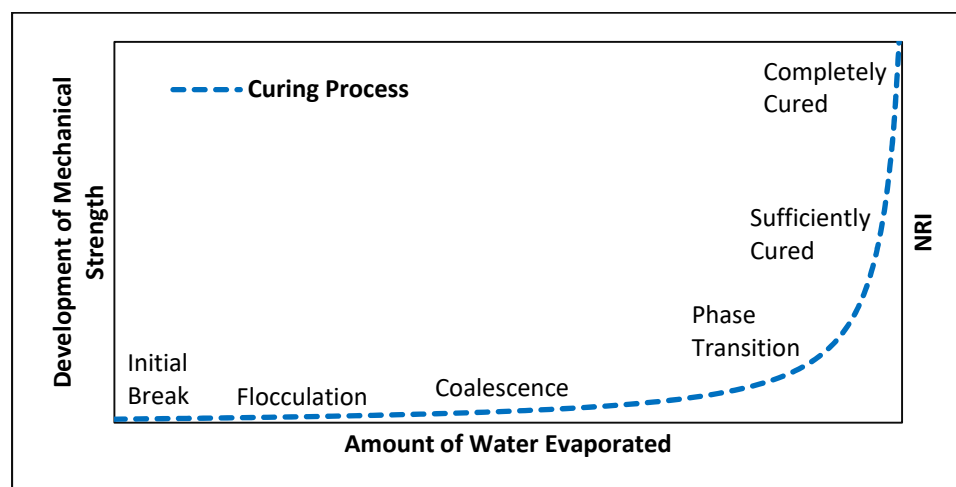 Development of Mechanical
Strength
Curing Process
Completely
Cured
Sufficiently
Cured
NRI
Phase
Transition
Initial
Break
Flocculation
Coalescence
Amount of Water Evaporated